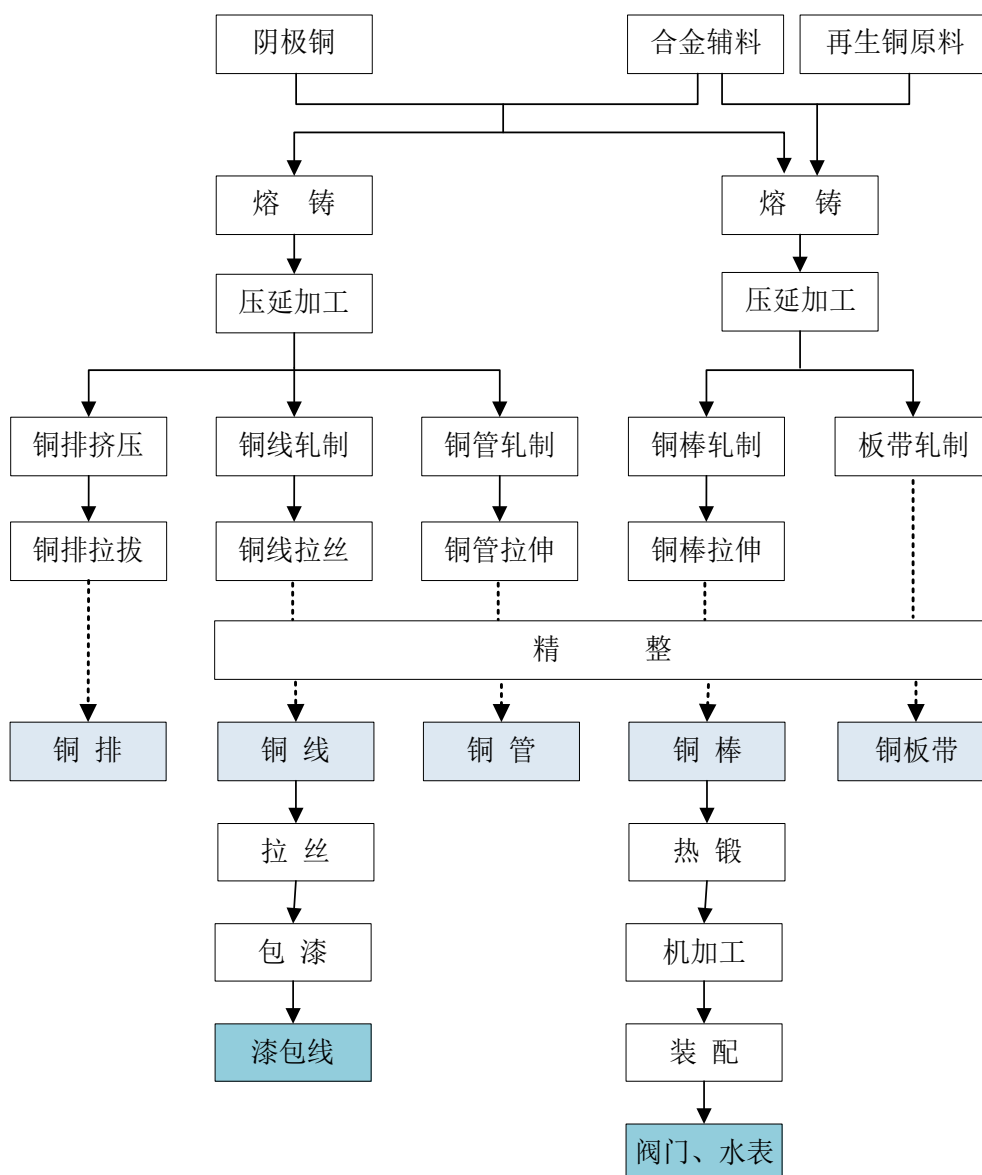 阴极铜
合金辅料
再生铜原料
熔 铸
熔 铸
压延加工
压延加工
铜排挤压
铜线轧制
铜管轧制
铜棒轧制
板带轧制
铜排拉拔
铜线拉丝
铜管拉伸
铜棒拉伸
精 整
铜 排
铜 线
铜 管
铜 棒
铜板带
拉 丝
热 锻
包 漆
机加工
漆包线
装 配
阀门、水表